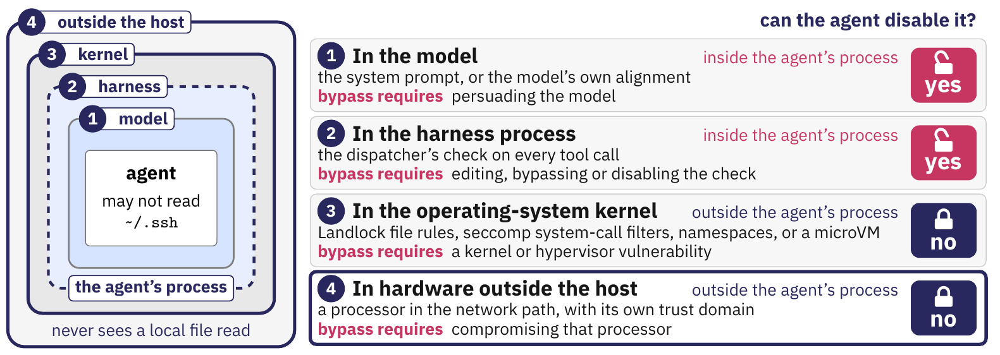 4 outside the host
3 kernel
2 harness
1 model
agent
may not read
~/.ssh
the agent's process
never sees a local file read
can the agent disable it?
1 In the model
inside the agent's process
the system prompt, or the model's own alignment
bypass requires persuading the model
yes
2 In the harness process
inside the agent's process
the dispatcher's check on every tool call
bypass requires editing, bypassing or disabling the check
yes
3 In the operating-system kernel
outside the agent's process
Landlock file rules, seccomp system-call filters, namespaces, or a microVM
bypass requires a kernel or hypervisor vulnerability
no
4 In hardware outside the host
outside the agent's process
a processor in the network path, with its own trust domain
bypass requires compromising that processor
no